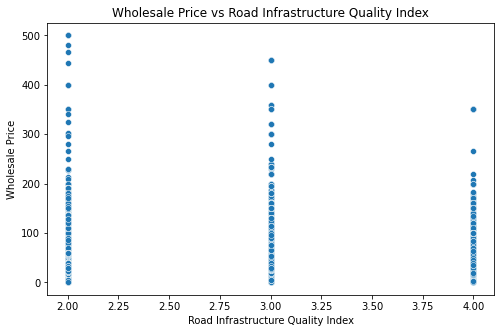 Wholesale Price vs Road Infrastructure Quality Index
500
400
300
200
100
0
Wholesale Price
2.00 2.25 2.50 2.75 3.00 3.25 3.50 3.75 4.00
Road Infrastructure Quality Index